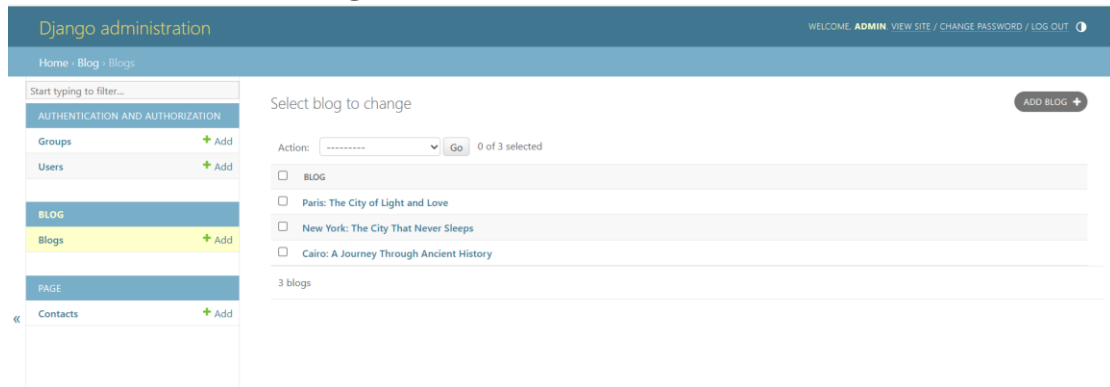 Django administration
WELCOME, ADMIN. VIEW SITE / CHANGE PASSWORD / LOG OUT
Home › Blog › Blogs
Start typing to filter...
AUTHENTICATION AND AUTHORIZATION
Groups + Add
Users + Add
BLOG
Blogs + Add
PAGE
Contacts + Add
«
Select blog to change
ADD BLOG +
Action: --------- Go 0 of 3 selected
BLOG
Paris: The City of Light and Love
New York: The City That Never Sleeps
Cairo: A Journey Through Ancient History
3 blogs